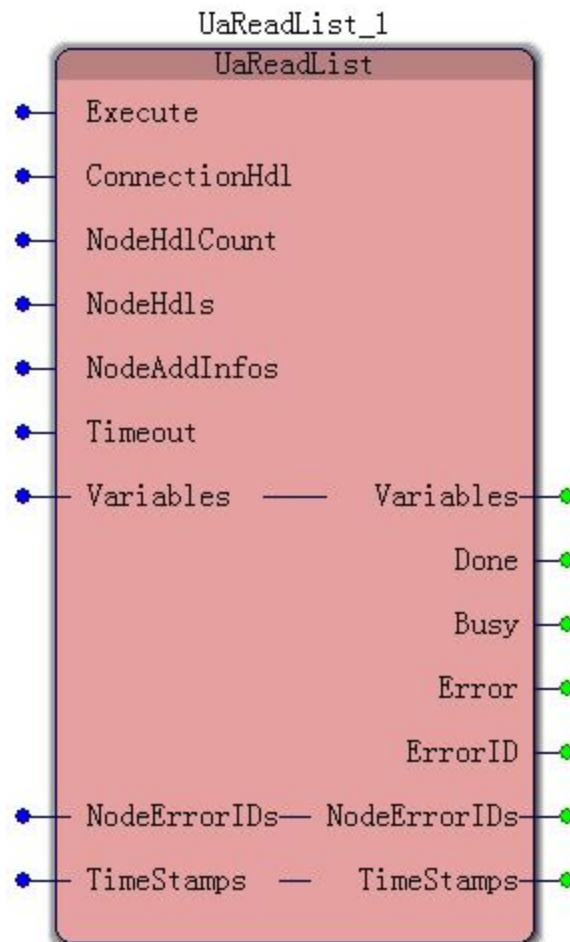 UaReadList_1
UaReadList
Execute
ConnectionHdl
NodeHdlCount
NodeHdls
NodeAddInfos
Timeout
Variables Variables
Done
Busy
Error
ErrorID
NodeErrorIDs NodeErrorIDs
TimeStamps TimeStamps